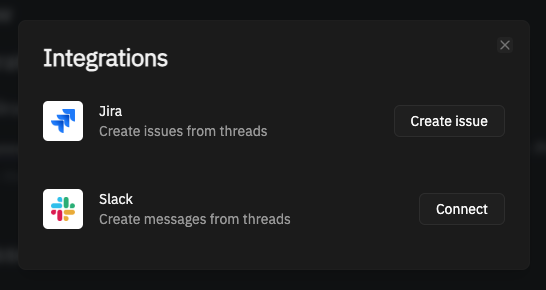 Integrations
Jira
Create issues from threads
Create issue
Slack
Create messages from threads
Connect